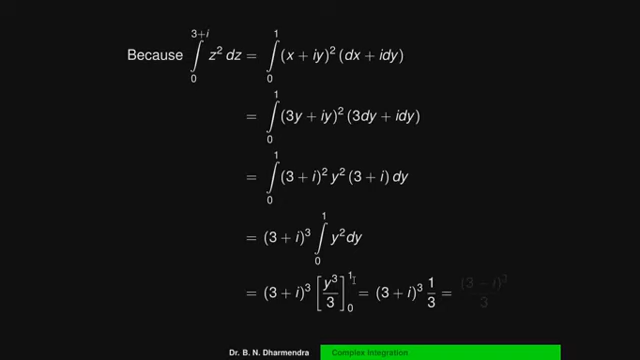 Because ∫₀³⁺ⁱ z² dz = ∫₀¹ (x + iy)² (dx + idy)
= ∫₀¹ (3y + iy)² (3dy + idy)
= ∫₀¹ (3 + i)² y² (3 + i) dy
= (3 + i)³ ∫₀¹ y² dy
= (3 + i)³ [y³/3]₀¹ = (3 + i)³ 1/3 =
Dr. B. N. Dharmendra Complex Integration